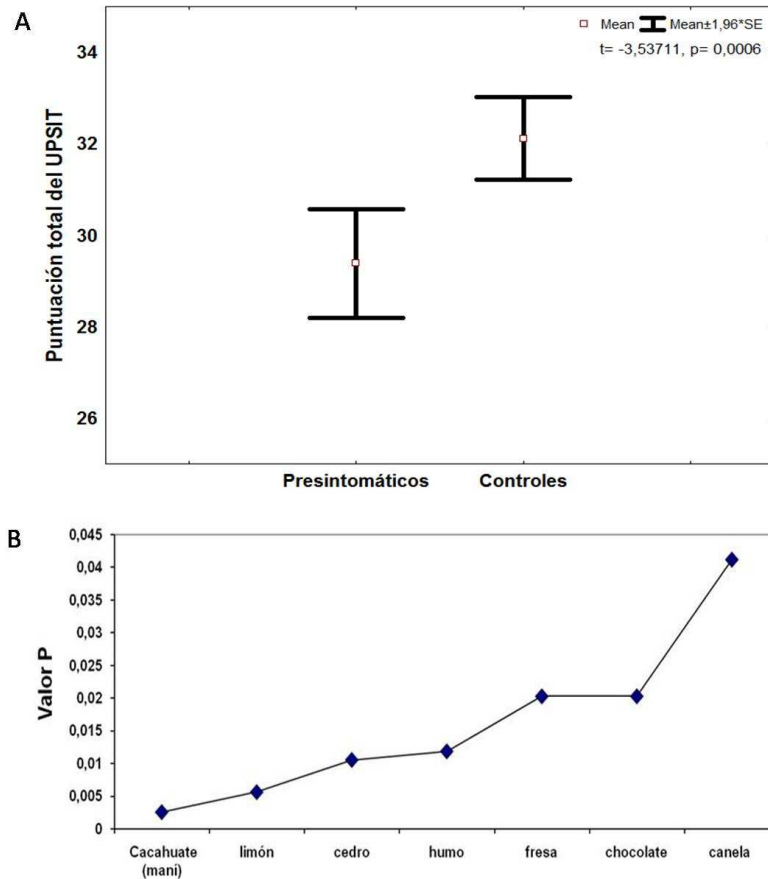 A
Mean Mean±1,96*SE
t= -3,53711, p= 0,0006
34
32
30
28
26
Puntuación total del UPSIT
Presintomáticos Controles
B
0,045
0,04
0,035
0,03
0,025
0,02
0,015
0,01
0,005
0
Valor P
Cacahuate limón cedro humo fresa chocolate canela
(maní)